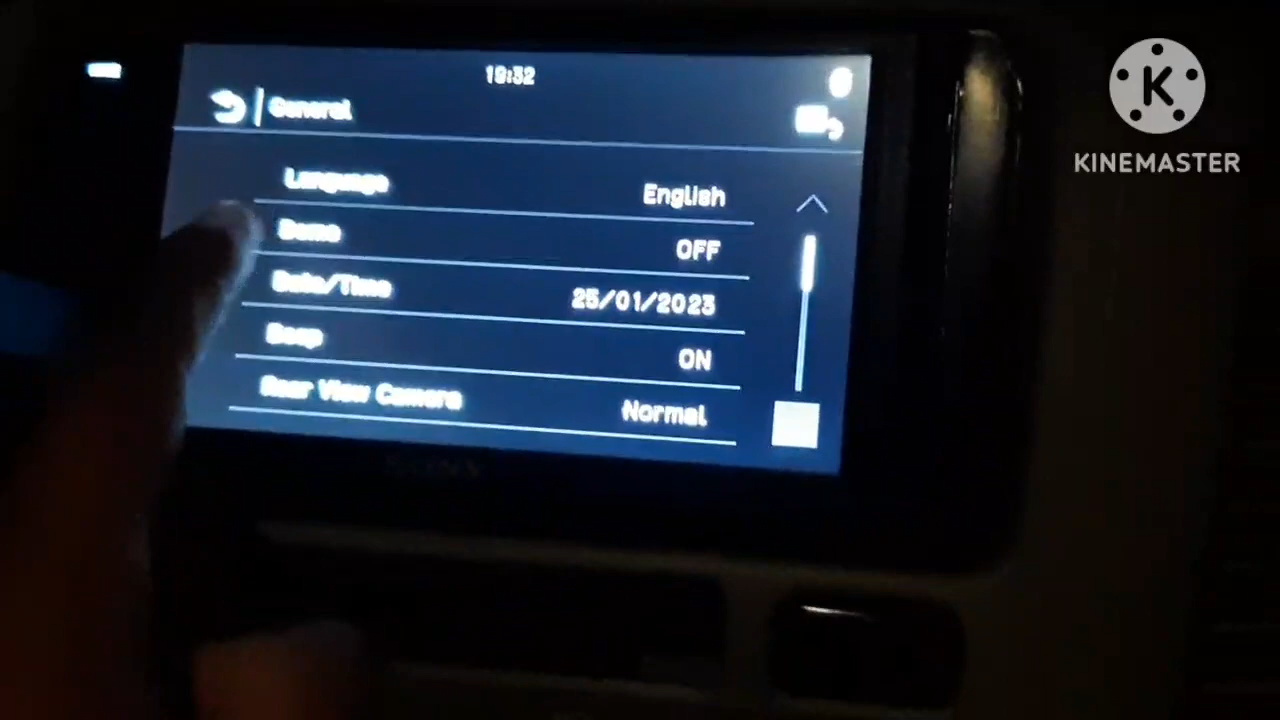 19:32
General
Language English
Demo OFF
Date/Time 25/01/2023
Beep ON
Rear View Camera Normal
SONY
K
KINEMASTER